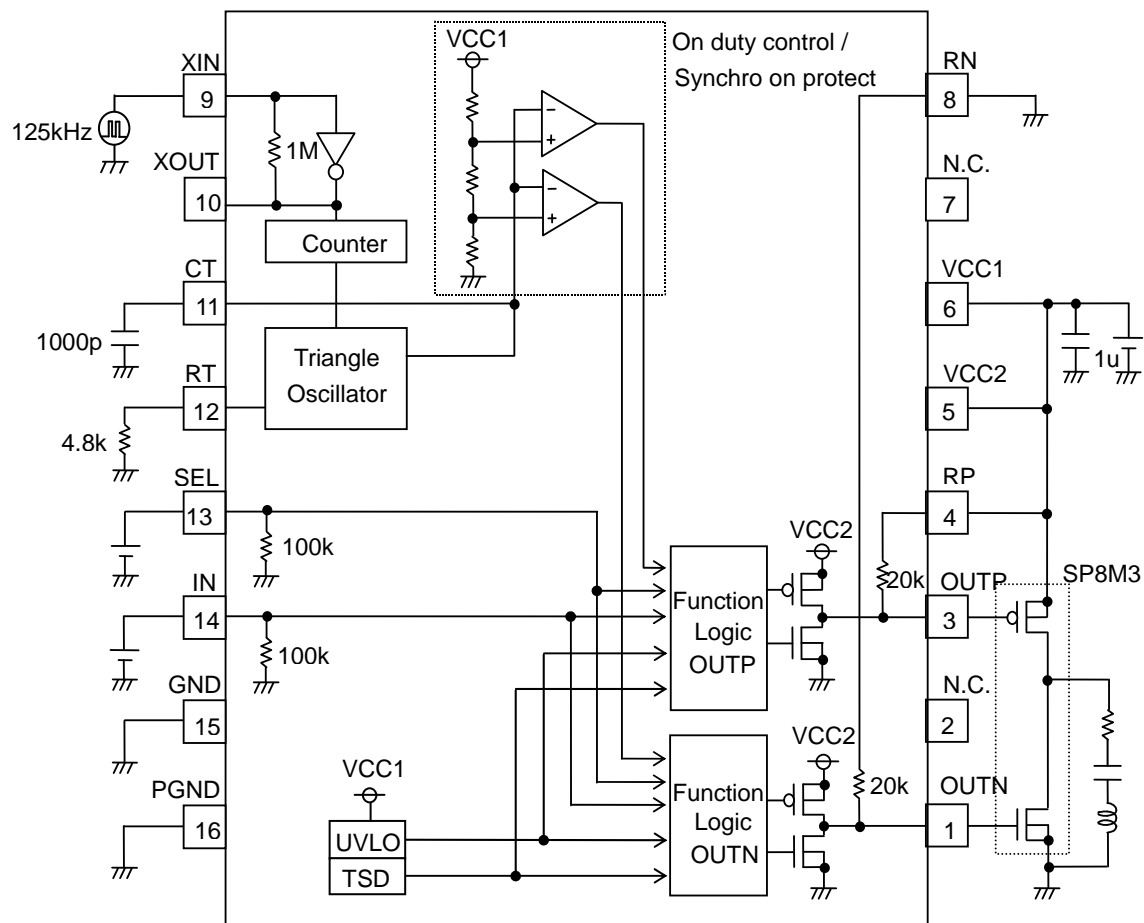 VCC1
On duty control /
Synchro on protect
XIN
9
125kHz
1M
XOUT
10
Counter
CT
11
1000p
Triangle
Oscillator
RT
12
4.8k
SEL
13
100k
IN
14
100k
GND
15
PGND
16
VCC1
UVLO
TSD
Function
Logic
OUTP
VCC2
20k
Function
Logic
OUTN
VCC2
20k
RN
8
N.C.
7
VCC1
6
1u
VCC2
5
RP
4
OUTP
3
SP8M3
N.C.
2
OUTN
1